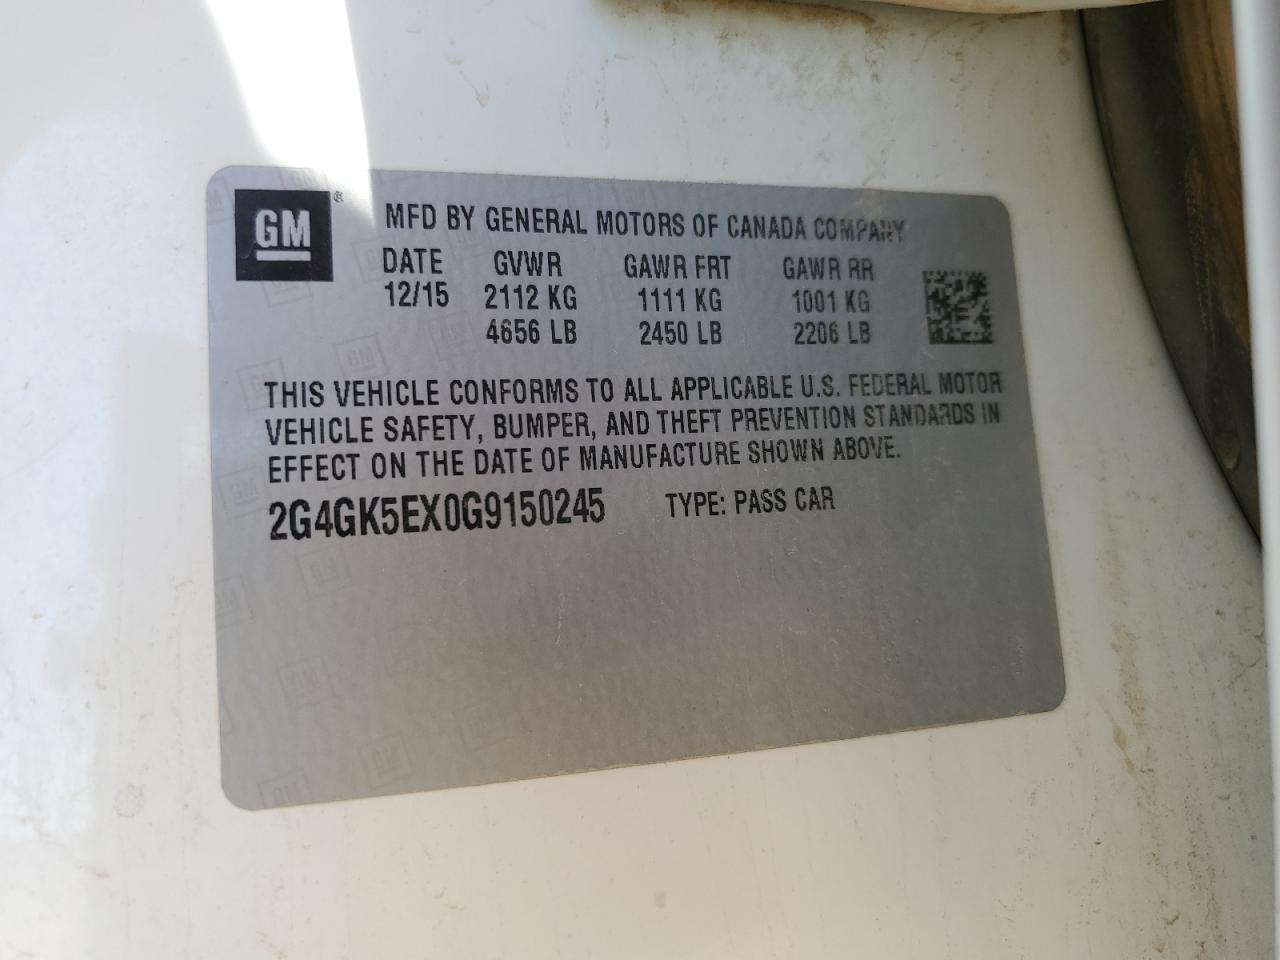 GM ®
MFD BY GENERAL MOTORS OF CANADA COMPANY
DATE GVWR GAWR FRT GAWR RR
12/15 2112 KG 1111 KG 1001 KG
4656 LB 2450 LB 2206 LB
THIS VEHICLE CONFORMS TO ALL APPLICABLE U.S. FEDERAL MOTOR
VEHICLE SAFETY, BUMPER, AND THEFT PREVENTION STANDARDS IN
EFFECT ON THE DATE OF MANUFACTURE SHOWN ABOVE.
2G4GK5EX0G9150245 TYPE: PASS CAR